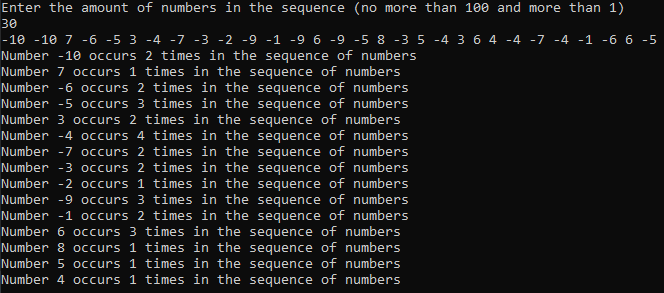 Enter the amount of numbers in the sequence (no more than 100 and more than 1)
30
-10 -10 7 -6 -5 3 -4 -7 -3 -2 -9 -1 -9 6 -9 -5 8 -3 5 -4 3 6 4 -4 -7 -4 -1 -6 6 -5
Number -10 occurs 2 times in the sequence of numbers
Number 7 occurs 1 times in the sequence of numbers
Number -6 occurs 2 times in the sequence of numbers
Number -5 occurs 3 times in the sequence of numbers
Number 3 occurs 2 times in the sequence of numbers
Number -4 occurs 4 times in the sequence of numbers
Number -7 occurs 2 times in the sequence of numbers
Number -3 occurs 2 times in the sequence of numbers
Number -2 occurs 1 times in the sequence of numbers
Number -9 occurs 3 times in the sequence of numbers
Number -1 occurs 2 times in the sequence of numbers
Number 6 occurs 3 times in the sequence of numbers
Number 8 occurs 1 times in the sequence of numbers
Number 5 occurs 1 times in the sequence of numbers
Number 4 occurs 1 times in the sequence of numbers